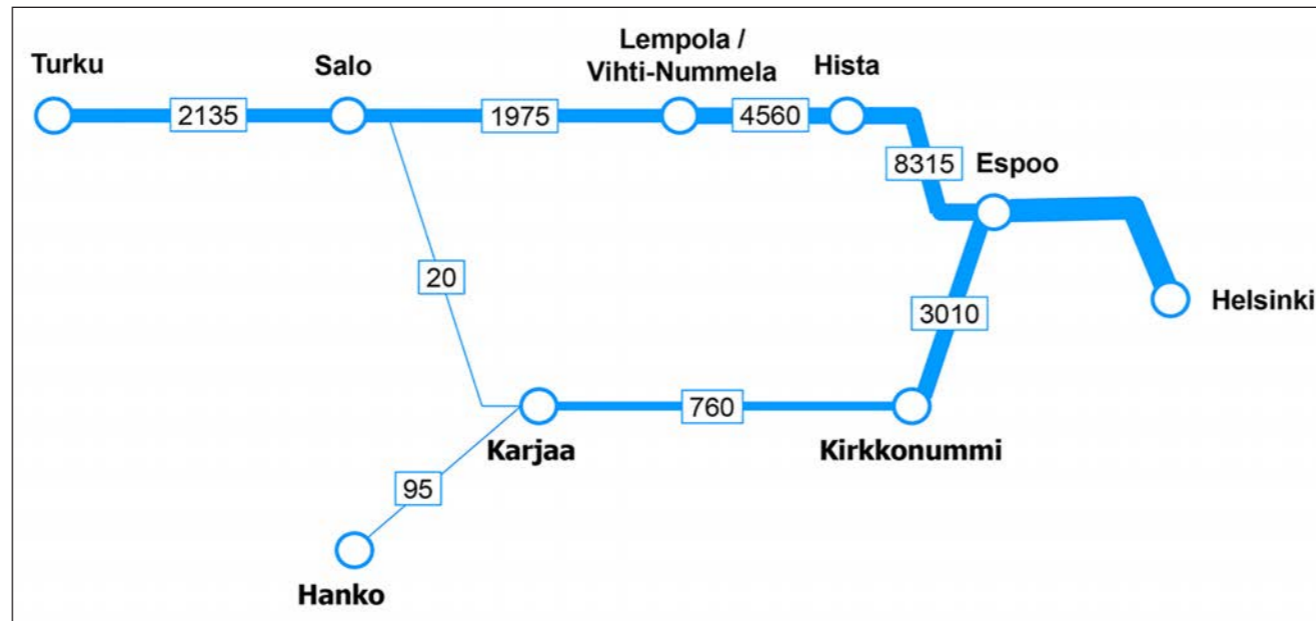 Turku
Salo
Lempola /
Vihti-Nummela
Hista
2135
1975
4560
8315
Espoo
20
3010
Helsinki
760
Karjaa
Kirkkonummi
95
Hanko